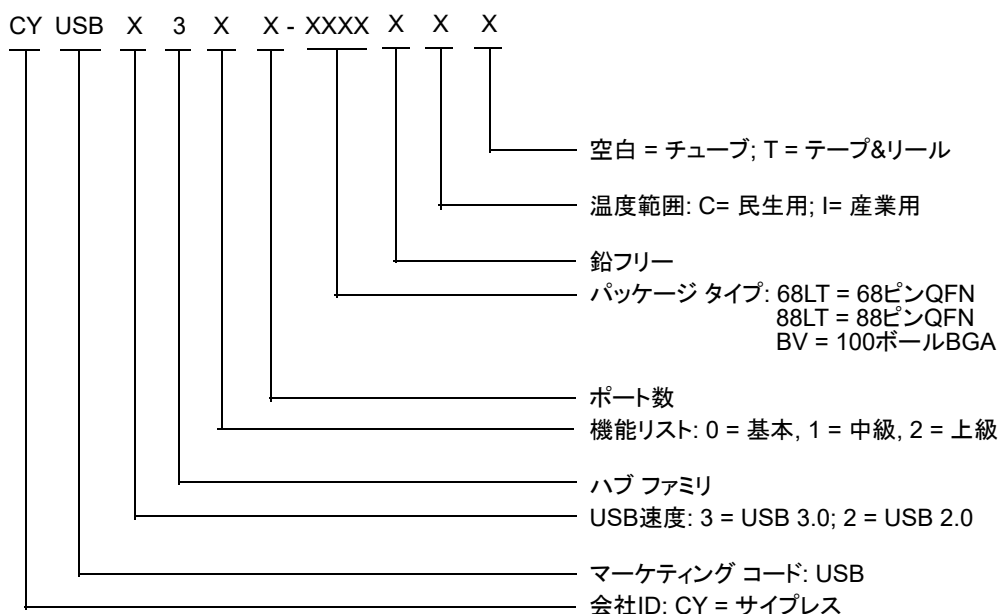 CY USB X 3 X X - XXXX X X X
空白 = チューブ; T = テープ&リール
温度範囲: C= 民生用; I= 産業用
鉛フリー
パッケージ タイプ: 68LT = 68ピンQFN
88LT = 88ピンQFN
BV = 100ボールBGA
ポート数
機能リスト: 0 = 基本, 1 = 中級, 2 = 上級
ハブ ファミリ
USB速度: 3 = USB 3.0; 2 = USB 2.0
マーケティング コード: USB
会社ID: CY = サイプレス